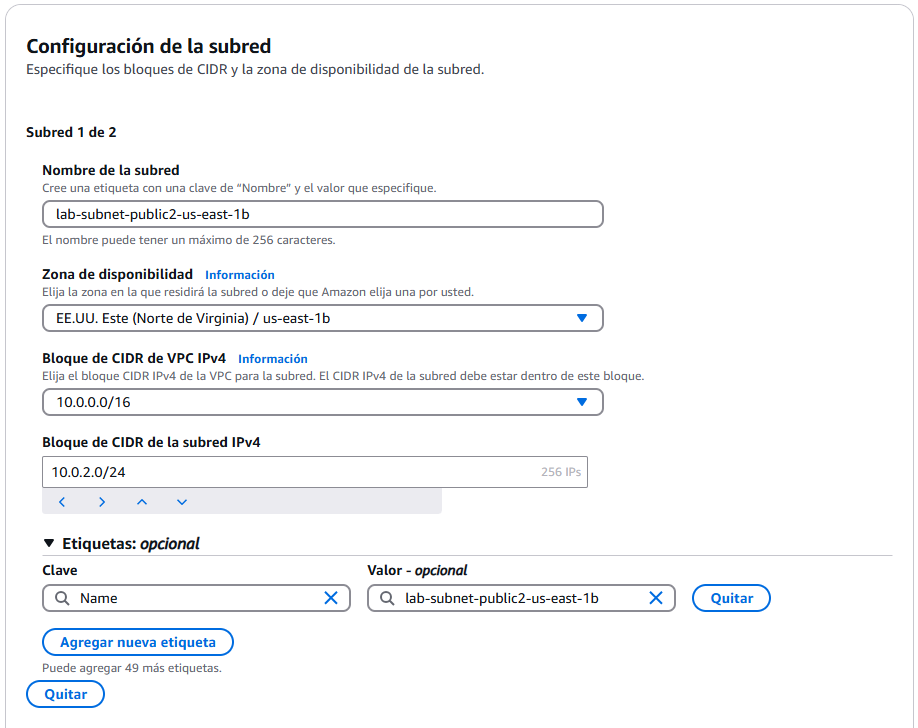 Configuración de la subred
Especifique los bloques de CIDR y la zona de disponibilidad de la subred.
Subred 1 de 2
Nombre de la subred
Cree una etiqueta con una clave de “Nombre” y el valor que especifique.
lab-subnet-public2-us-east-1b
El nombre puede tener un máximo de 256 caracteres.
Zona de disponibilidad Información
Elija la zona en la que residirá la subred o deje que Amazon elija una por usted.
EE.UU. Este (Norte de Virginia) / us-east-1b
Bloque de CIDR de VPC IPv4 Información
Elija el bloque CIDR IPv4 de la VPC para la subred. El CIDR IPv4 de la subred debe estar dentro de este bloque.
10.0.0.0/16
Bloque de CIDR de la subred IPv4
10.0.2.0/24 256 IPs
Etiquetas: opcional
Clave Valor - opcional
Name lab-subnet-public2-us-east-1b Quitar
Agregar nueva etiqueta
Puede agregar 49 más etiquetas.
Quitar